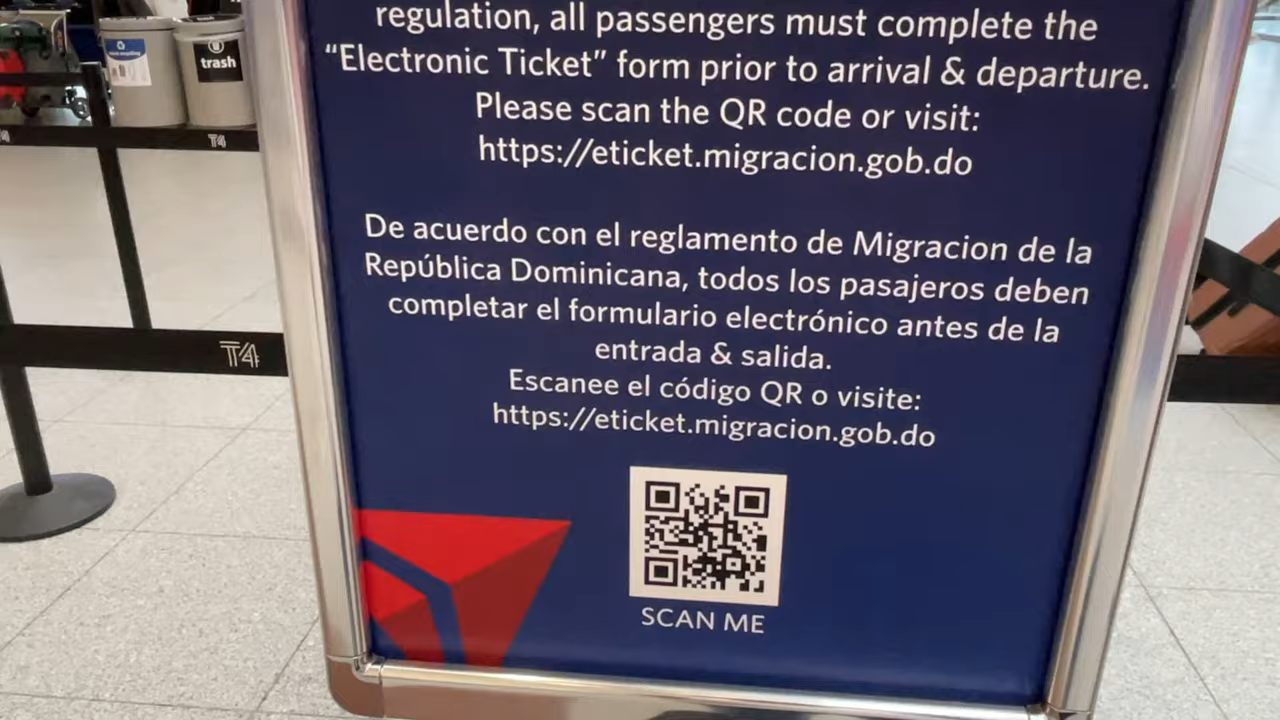 regulation, all passengers must complete the
“Electronic Ticket” form prior to arrival & departure.
Please scan the QR code or visit:
https://eticket.migracion.gob.do
De acuerdo con el reglamento de Migracion de la
República Dominicana, todos los pasajeros deben
completar el formulario electrónico antes de la
entrada & salida.
Escanee el código QR o visite:
https://eticket.migracion.gob.do
SCAN ME
trash
T4
T4